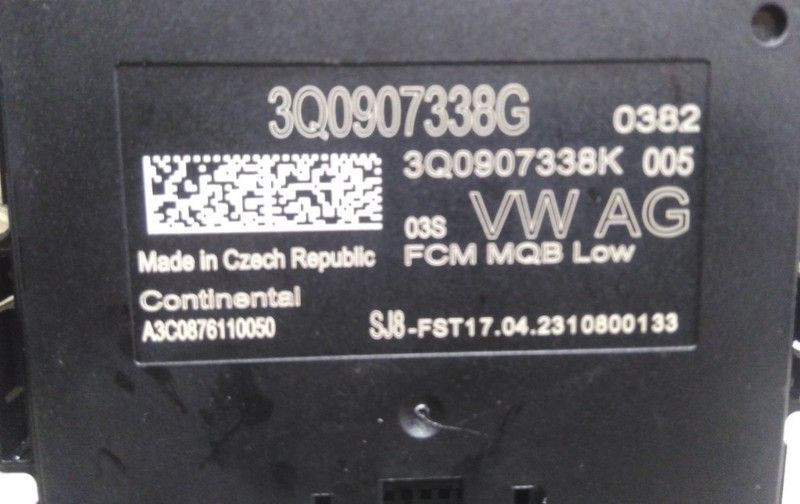 3Q0907338G 0382
3Q0907338K 005
03S VW AG
Made in Czech Republic FCM MQB Low
Continental
A3C0876110050 SJ8-FST17.04.2310800133